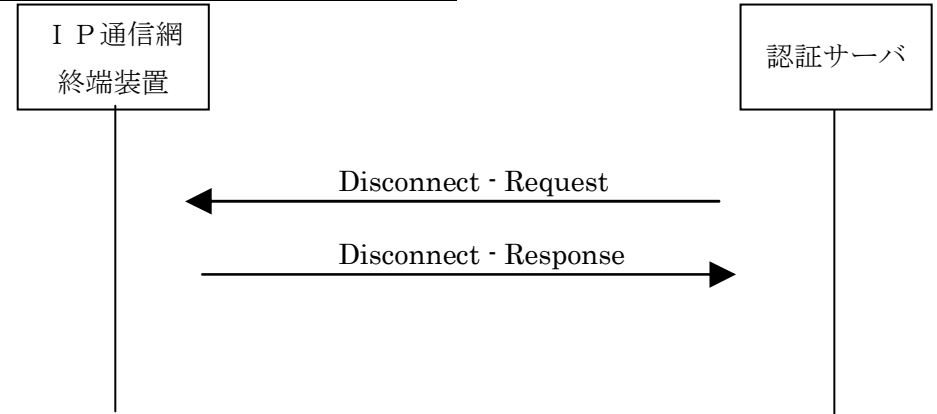 ＩＰ通信網
終端装置
認証サーバ
Disconnect - Request
Disconnect - Response